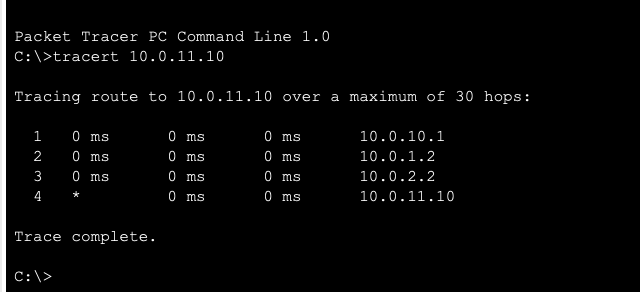 Packet Tracer PC Command Line 1.0
C:\>tracert 10.0.11.10
Tracing route to 10.0.11.10 over a maximum of 30 hops:
1 0 ms 0 ms 0 ms 10.0.10.1
2 0 ms 0 ms 0 ms 10.0.1.2
3 0 ms 0 ms 0 ms 10.0.2.2
4 * 0 ms 0 ms 10.0.11.10
Trace complete.
C:\>